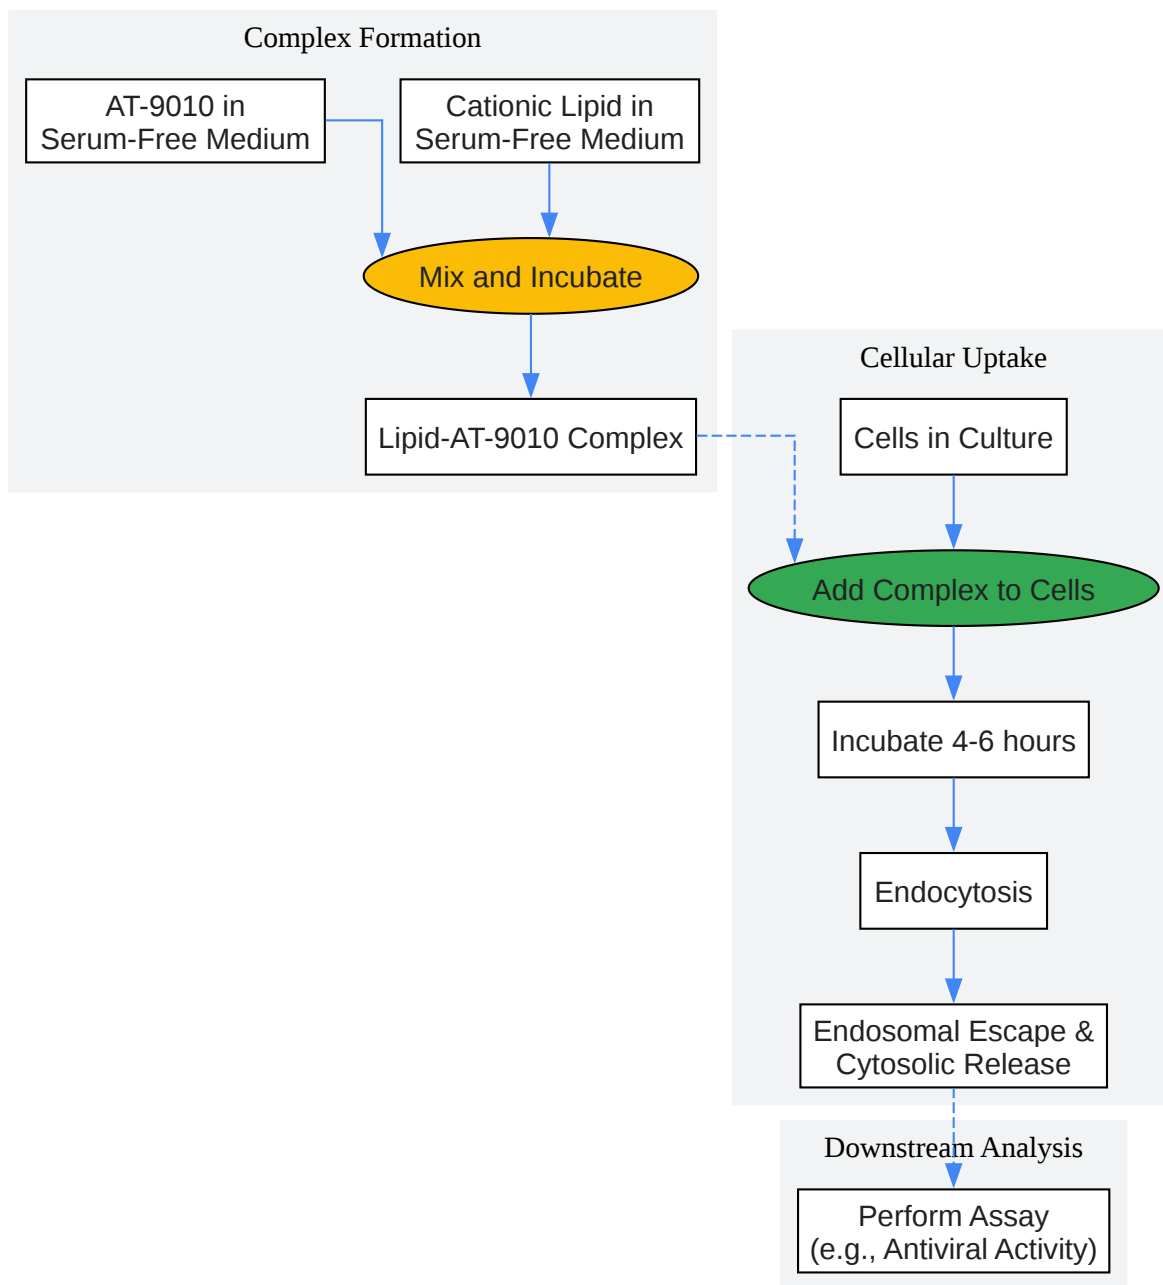 Complex Formation
AT-9010 in
Serum-Free Medium
Cationic Lipid in
Serum-Free Medium
Mix and Incubate
Lipid-AT-9010 Complex
Cellular Uptake
Cells in Culture
Add Complex to Cells
Incubate 4-6 hours
Endocytosis
Endosomal Escape &
Cytosolic Release
Downstream Analysis
Perform Assay
(e.g., Antiviral Activity)